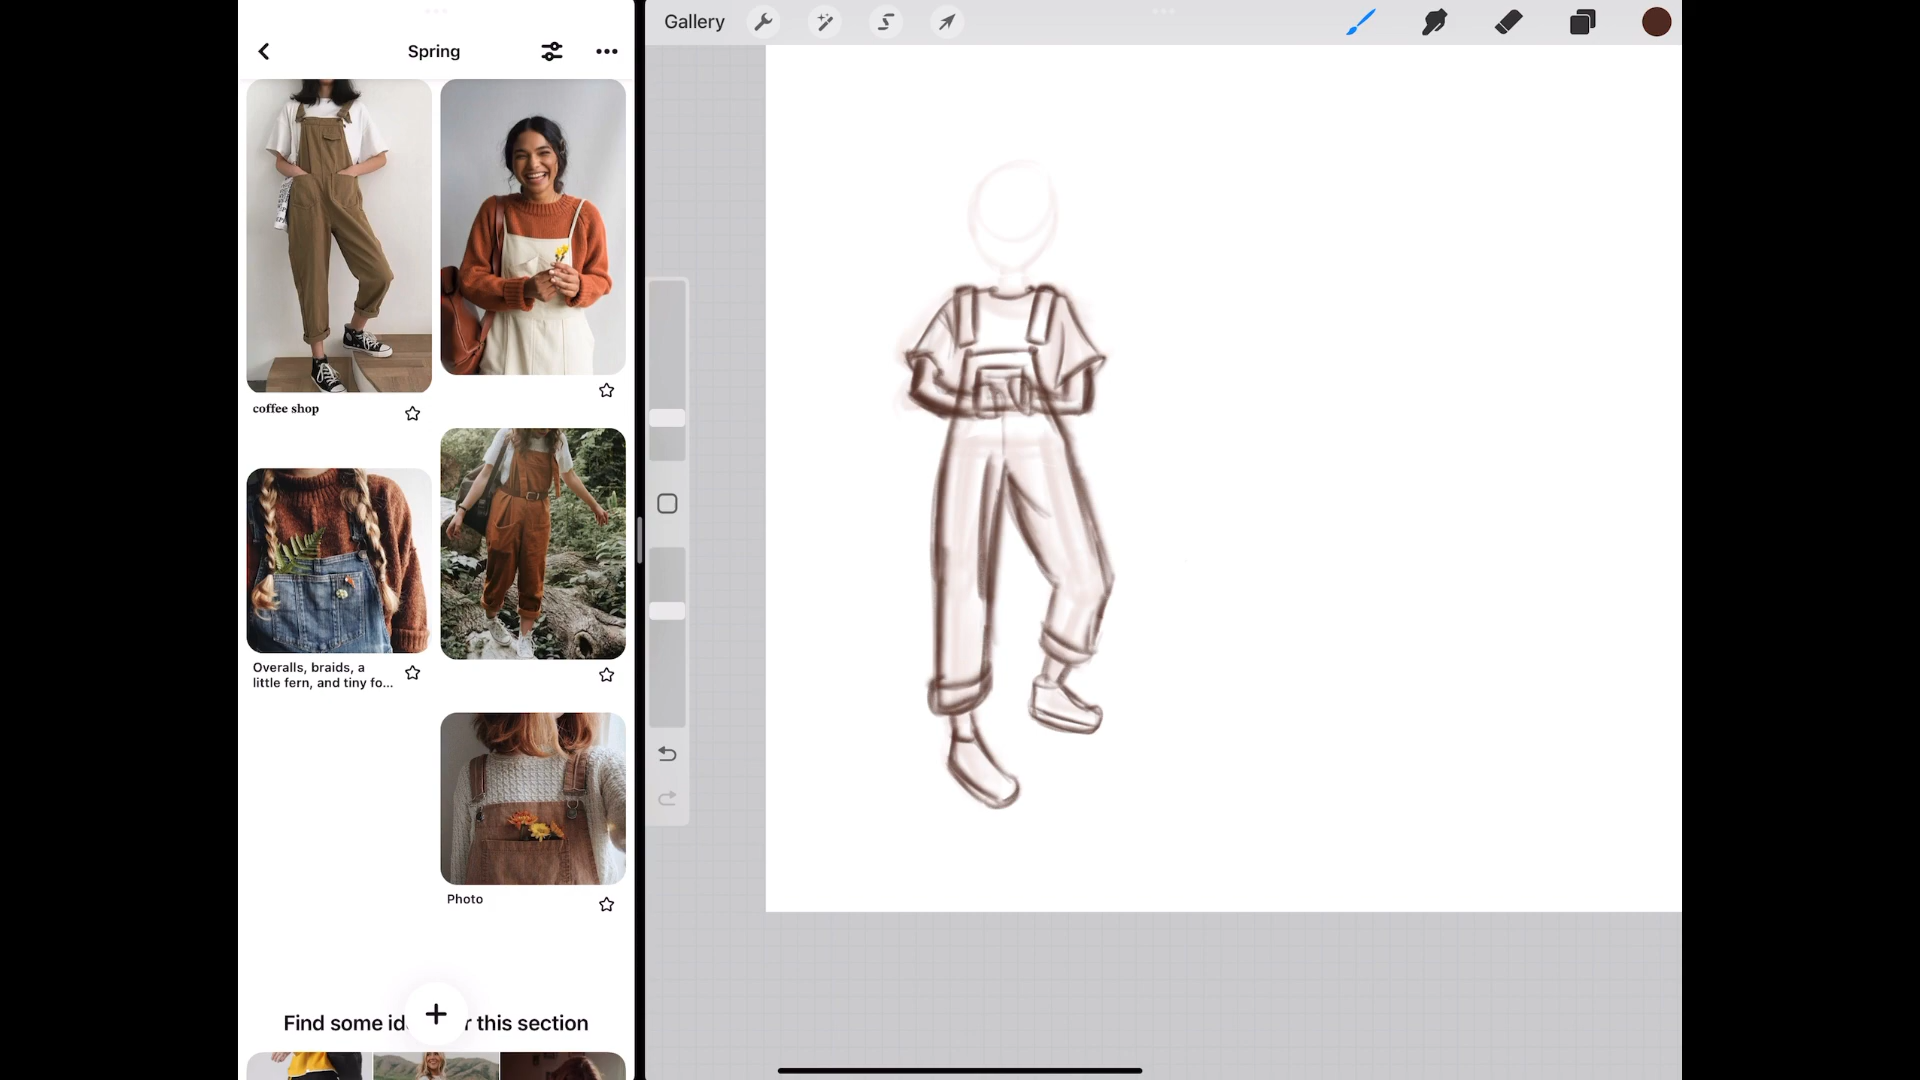 Spring
Gallery
coffee shop
Overalls, braids, a
little fern, and tiny fo...
Photo
Find some id
r this section